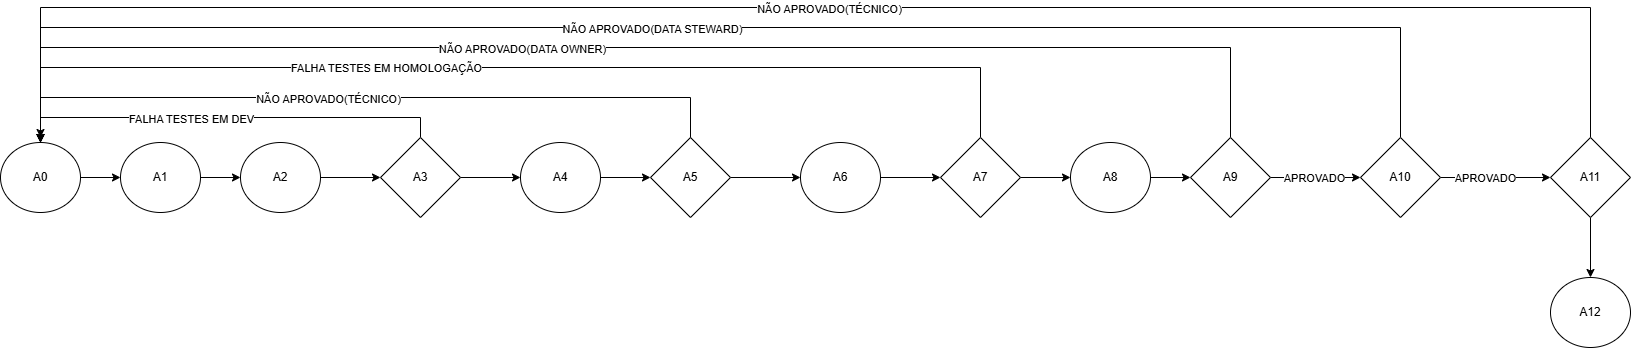 NÃO APROVADO(TÉCNICO)
NÃO APROVADO(DATA STEWARD)
NÃO APROVADO(DATA OWNER)
FALHA TESTES EM HOMOLOGAÇÃO
NÃO APROVADO(TÉCNICO)
FALHA TESTES EM DEV
A0
A1
A2
A3
A4
A5
A6
A7
A8
A9
APROVADO
A10
APROVADO
A11
A12